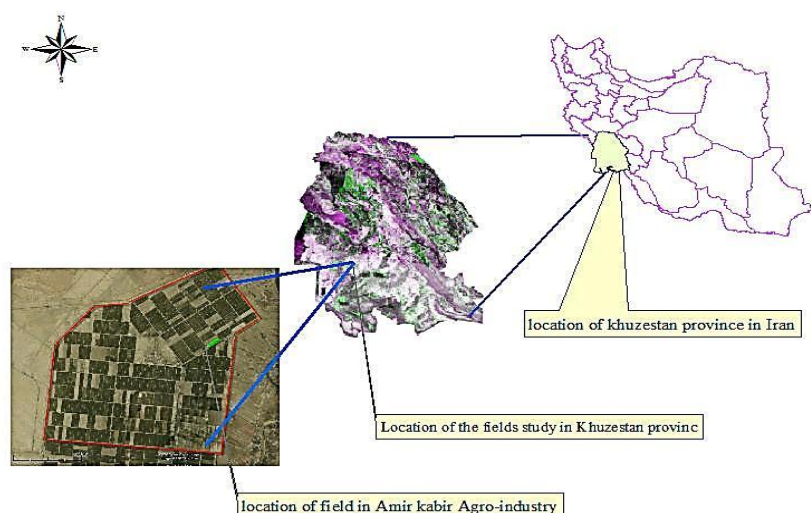 N
W E
S
location of khuzestan province in Iran
Location of the fields study in Khuzestan provinc
location of field in Amir kabir Agro-industry